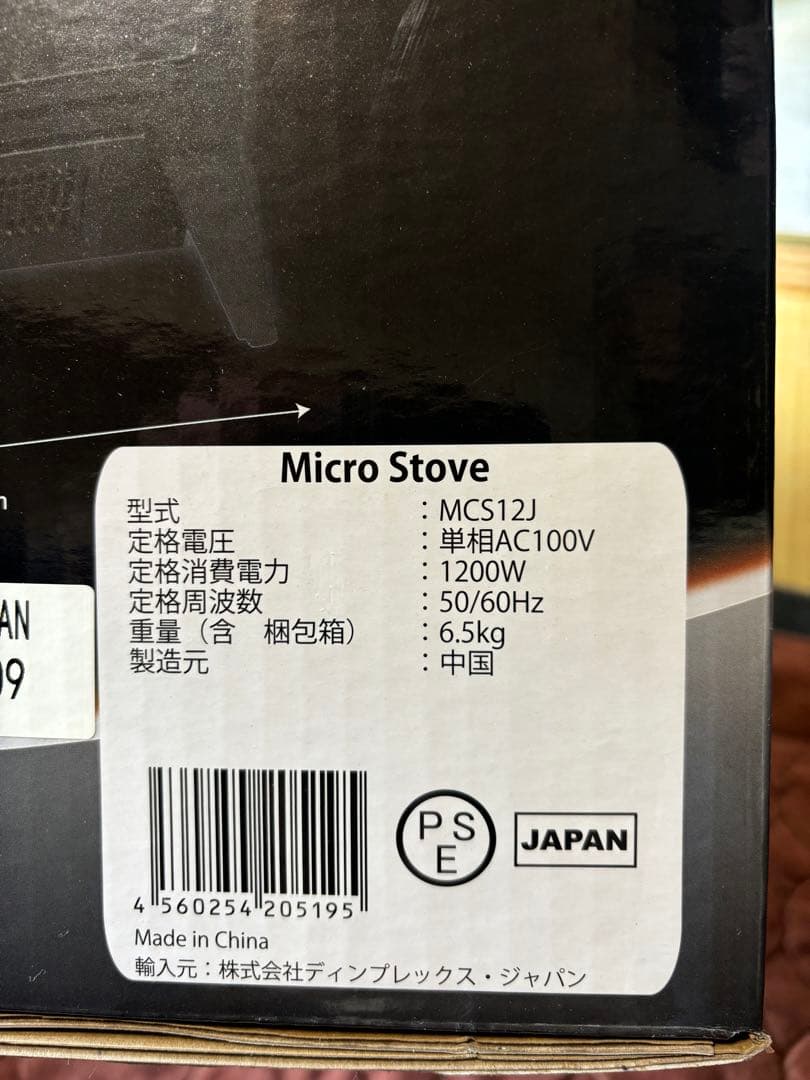 Micro Stove
型式 : MCS12J
定格電圧 : 単相AC100V
定格消費電力 : 1200W
定格周波数 : 50/60Hz
重量（含　梱包箱） : 6.5kg
製造元 : 中国
AN
09
PSE
JAPAN
4 560254 205195
Made in China
輸入元：株式会社ディンプレックス・ジャパン